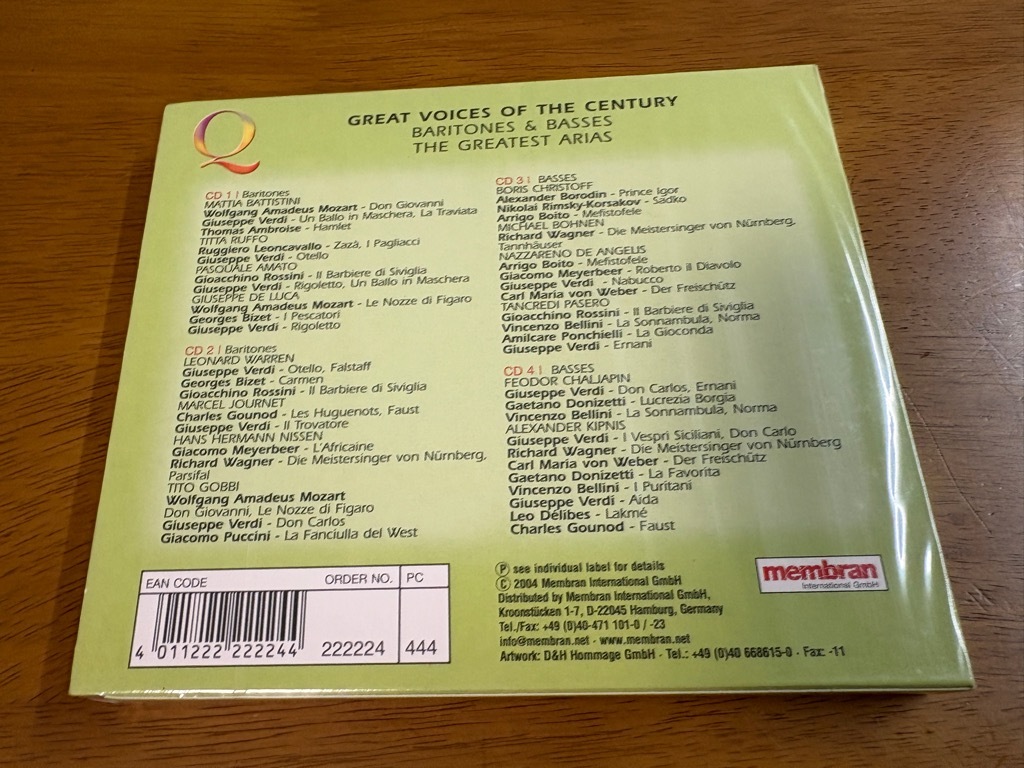 Q
GREAT VOICES OF THE CENTURY
BARITONES & BASSES
THE GREATEST ARIAS
CD 1 | Baritones
MATTIA BATTISTINI
Wolfgang Amadeus Mozart - Don Giovanni
Giuseppe Verdi - Un Ballo in Maschera, La Traviata
Thomas Ambroise - Hamlet
TITTA RUFFO
Ruggiero Leoncavallo - Zazà, I Pagliacci
Giuseppe Verdi - Otello
PASQUALE AMATO
Gioacchino Rossini - Il Barbiere di Siviglia
Giuseppe Verdi - Rigoletto, Un Ballo in Maschera
GIUSEPPE DE LUCA
Wolfgang Amadeus Mozart - Le Nozze di Figaro
Georges Bizet - I Pescatori
Giuseppe Verdi - Rigoletto
CD 2 | Baritones
LEONARD WARREN
Giuseppe Verdi - Otello, Falstaff
Georges Bizet - Carmen
Gioacchino Rossini - Il Barbiere di Siviglia
MARCEL JOURNET
Charles Gounod - Les Huguenots, Faust
Giuseppe Verdi - Il Trovatore
HANS HERMANN NISSEN
Giacomo Meyerbeer - L'Africaine
Richard Wagner - Die Meistersinger von Nürnberg,
Parsifal
TITO GOBBI
Wolfgang Amadeus Mozart
Don Giovanni, Le Nozze di Figaro
Giuseppe Verdi - Don Carlos
Giacomo Puccini - La Fanciulla del West
CD 3 | BASSES
BORIS CHRISTOFF
Alexander Borodin - Prince Igor
Nikolai Rimsky-Korsakov - Sadko
Arrigo Boito - Mefistofele
MICHAEL BOHNEN
Richard Wagner - Die Meistersinger von Nürnberg,
Tannhäuser
NAZZARENO DE ANGELIS
Arrigo Boito - Mefistofele
Giacomo Meyerbeer - Roberto il Diavolo
Giuseppe Verdi - Nabucco
Carl Maria von Weber - Der Freischütz
TANCREDI PASERO
Gioacchino Rossini - Il Barbiere di Siviglia
Vincenzo Bellini - La Sonnambula, Norma
Amilcare Ponchielli - La Gioconda
Giuseppe Verdi - Ernani
CD 4 | BASSES
FEODOR CHALJAPIN
Giuseppe Verdi - Don Carlos, Ernani
Gaetano Donizetti - Lucrezia Borgia
Vincenzo Bellini - La Sonnambula, Norma
ALEXANDER KIPNIS
Giuseppe Verdi - I Vespri Siciliani, Don Carlo
Richard Wagner - Die Meistersinger von Nürnberg
Carl Maria von Weber - Der Freischütz
Gaetano Donizetti - La Favorita
Vincenzo Bellini - I Puritani
Giuseppe Verdi - Aida
Leo Délibes - Lakmé
Charles Gounod - Faust
EAN CODE ORDER NO. PC
4 011222 222244 222224 444
Ⓟ see individual label for details
© 2004 Membran International GmbH
Distributed by Membran International GmbH,
Kroonstücken 1-7, D-22045 Hamburg, Germany
Tel./Fax: +49 (0)40-471 101-0 / -23
info@membran.net · www.membran.net
Artwork: D&H Hommage GmbH · Tel.: +49 (0)40 668615-0 · Fax: -11
membran
International GmbH